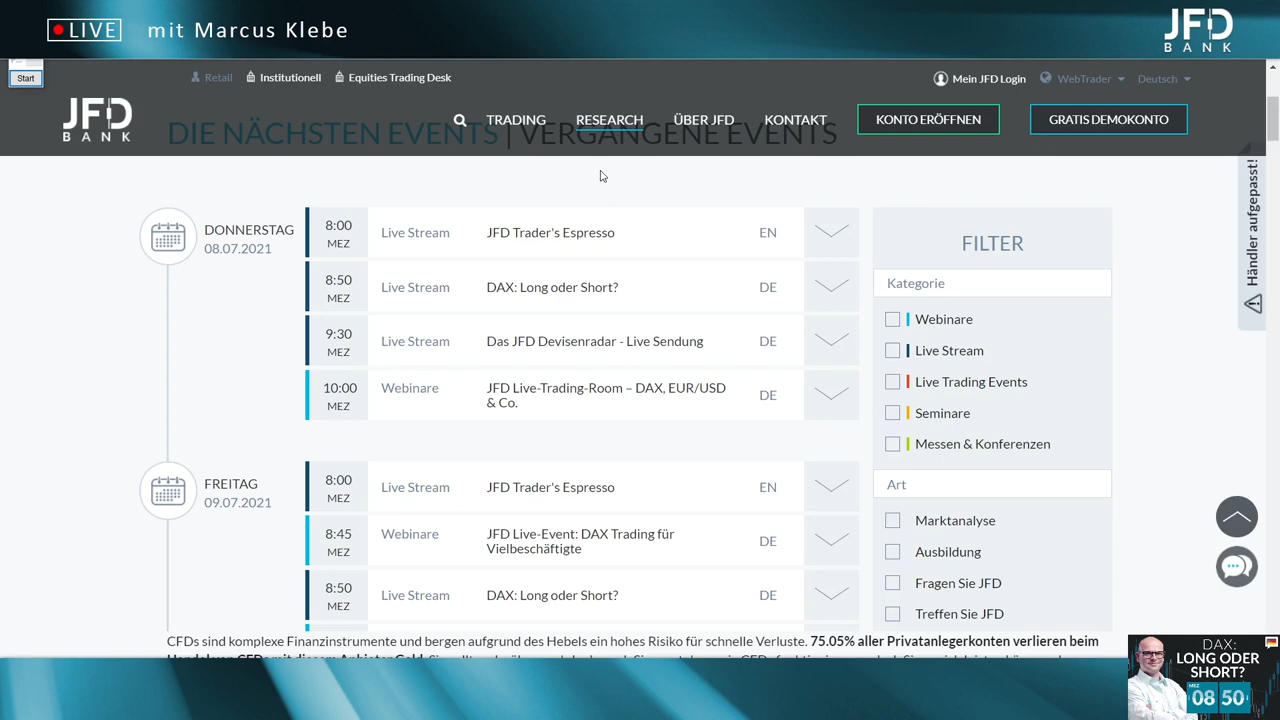 LIVE mit Marcus Klebe
JFD
BANK
Start
Retail Institutionell Equities Trading Desk
Mein JFD Login WebTrader Deutsch
JFD
BANK
TRADING RESEARCH ÜBER JFD KONTAKT KONTO ERÖFFNEN GRATIS DEMOKONTO
DIE NÄCHSTEN EVENTS | VERGANGENE EVENTS
Händler aufgepasst!
DONNERSTAG
08.07.2021
8:00
MEZ
Live Stream JFD Trader's Espresso EN
8:50
MEZ
Live Stream DAX: Long oder Short? DE
9:30
MEZ
Live Stream Das JFD Devisenradar - Live Sendung DE
10:00
MEZ
Webinare JFD Live-Trading-Room – DAX, EUR/USD
& Co.
DE
FREITAG
09.07.2021
8:00
MEZ
Live Stream JFD Trader's Espresso EN
8:45
MEZ
Webinare JFD Live-Event: DAX Trading für
Vielbeschäftigte
DE
8:50
MEZ
Live Stream DAX: Long oder Short? DE
FILTER
Kategorie
Webinare
Live Stream
Live Trading Events
Seminare
Messen & Konferenzen
Art
Marktanalyse
Ausbildung
Fragen Sie JFD
Treffen Sie JFD
CFDs sind komplexe Finanzinstrumente und bergen aufgrund des Hebels ein hohes Risiko für schnelle Verluste. 75.05% aller Privatanlegerkonten verlieren beim
DAX:
LONG ODER
SHORT?
MEZ
08 50